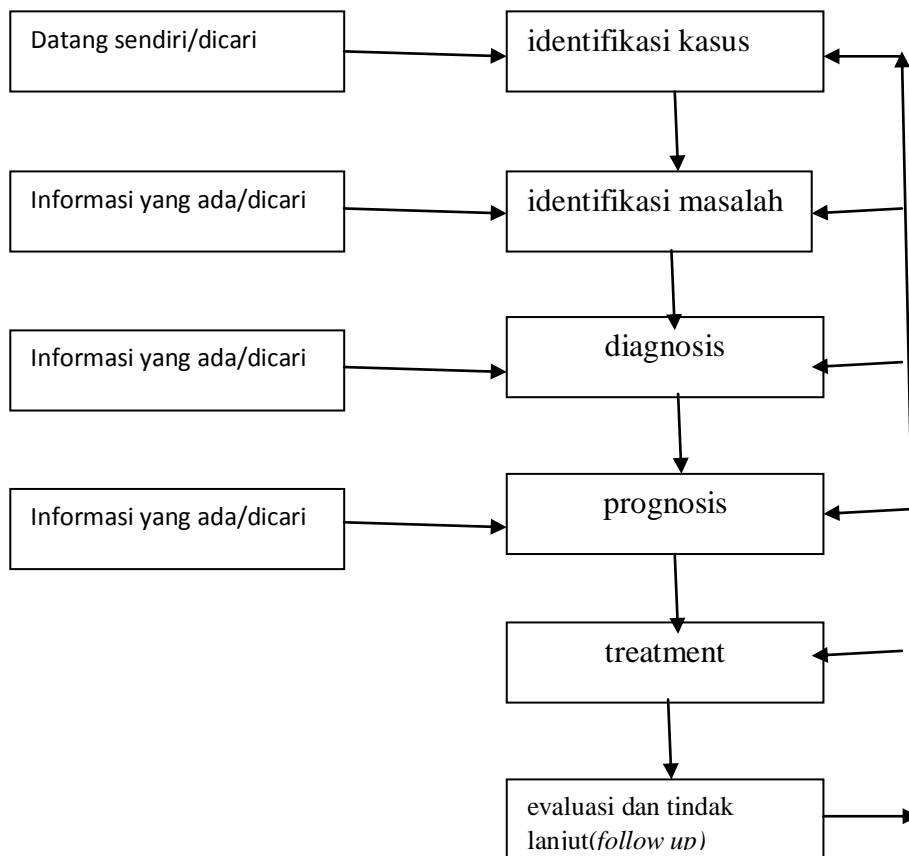 Datang sendiri/dicari
identifikasi kasus
Informasi yang ada/dicari
identifikasi masalah
Informasi yang ada/dicari
diagnosis
Informasi yang ada/dicari
prognosis
treatment
evaluasi dan tindak
lanjut(follow up)